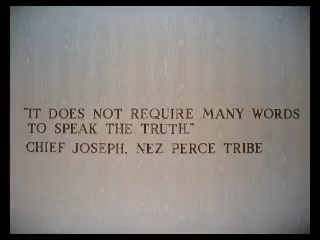 "IT DOES NOT REQUIRE MANY WORDS
TO SPEAK THE TRUTH."
CHIEF JOSEPH, NEZ PERCE TRIBE